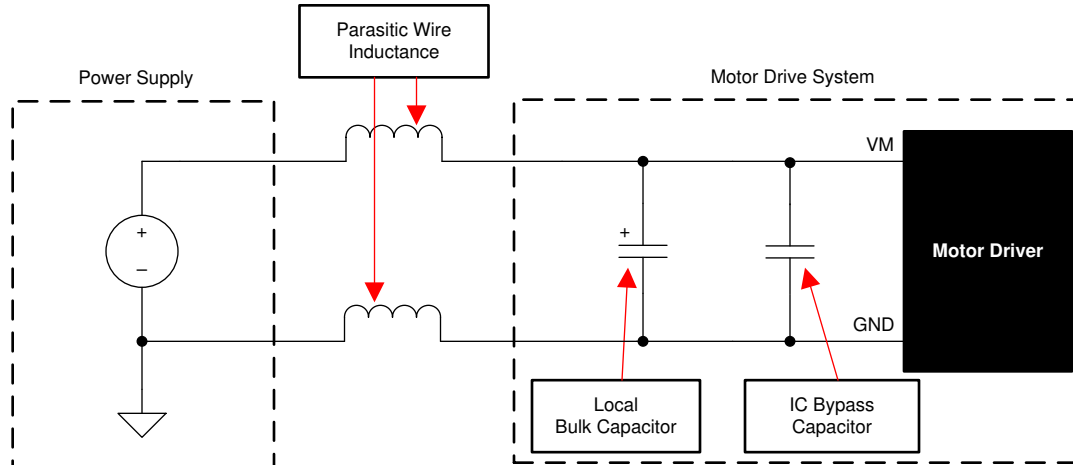 Parasitic Wire
Inductance
Power Supply
Motor Drive System
VM
+
–
+
Motor Driver
GND
Local
Bulk Capacitor
IC Bypass
Capacitor